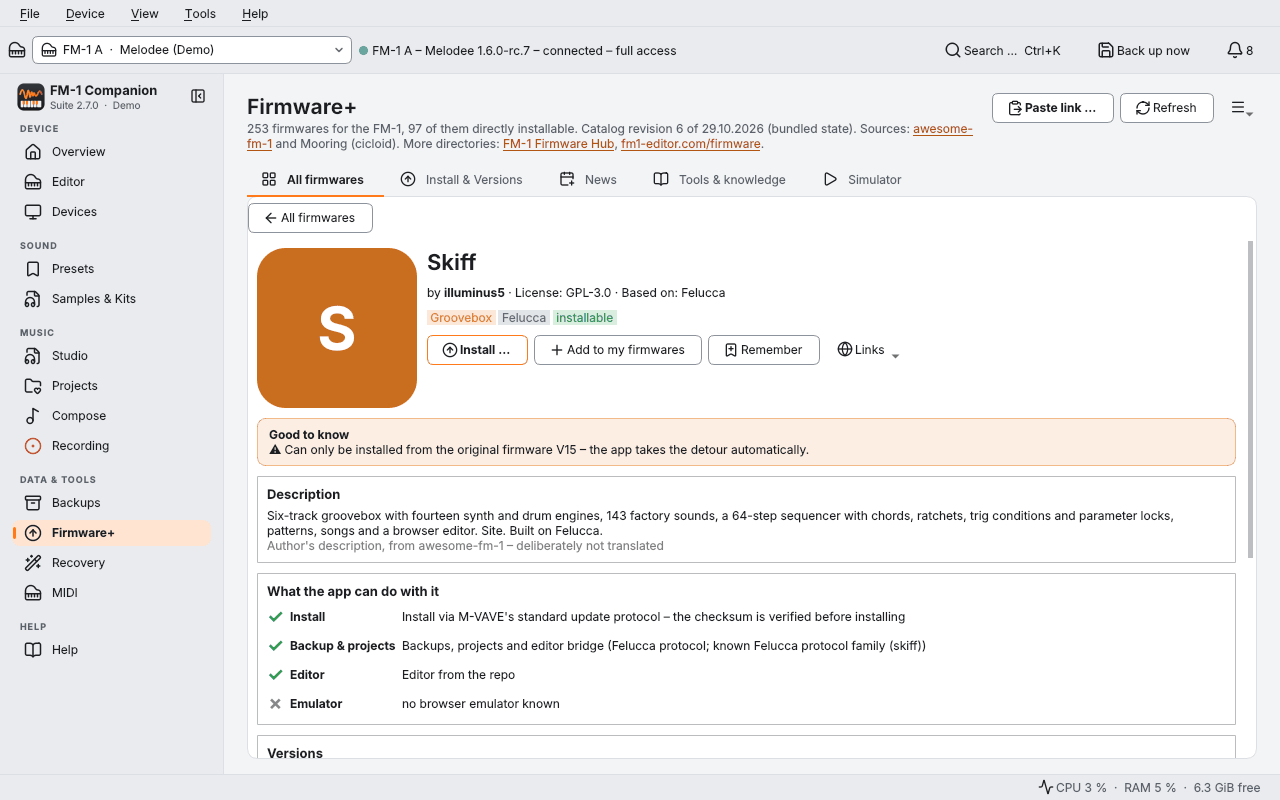 File Device View Tools Help
FM-1 A · Melodee (Demo)
FM-1 A – Melodee 1.6.0-rc.7 – connected – full access
Search ... Ctrl+K
Back up now
8
FM-1 Companion
Suite 2.7.0 · Demo
DEVICE
Overview
Editor
Devices
SOUND
Presets
Samples & Kits
MUSIC
Studio
Projects
Compose
Recording
DATA & TOOLS
Backups
Firmware+
Recovery
MIDI
HELP
Help
Firmware+
253 firmwares for the FM-1, 97 of them directly installable. Catalog revision 6 of 29.10.2026 (bundled state). Sources: awesome-
fm-1 and Mooring (cicloid). More directories: FM-1 Firmware Hub, fm1-editor.com/firmware.
Paste link ...
Refresh
All firmwares
Install & Versions
News
Tools & knowledge
Simulator
All firmwares
S
Skiff
by illuminus5 · License: GPL-3.0 · Based on: Felucca
Groovebox Felucca installable
Install ...
Add to my firmwares
Remember
Links
Good to know
⚠ Can only be installed from the original firmware V15 – the app takes the detour automatically.
Description
Six-track groovebox with fourteen synth and drum engines, 143 factory sounds, a 64-step sequencer with chords, ratchets, trig conditions and parameter locks,
patterns, songs and a browser editor. Site. Built on Felucca.
Author's description, from awesome-fm-1 – deliberately not translated
What the app can do with it
Install Install via M-VAVE's standard update protocol – the checksum is verified before installing
Backup & projects Backups, projects and editor bridge (Felucca protocol; known Felucca protocol family (skiff))
Editor Editor from the repo
Emulator no browser emulator known
Versions
CPU 3 % · RAM 5 % · 6.3 GiB free